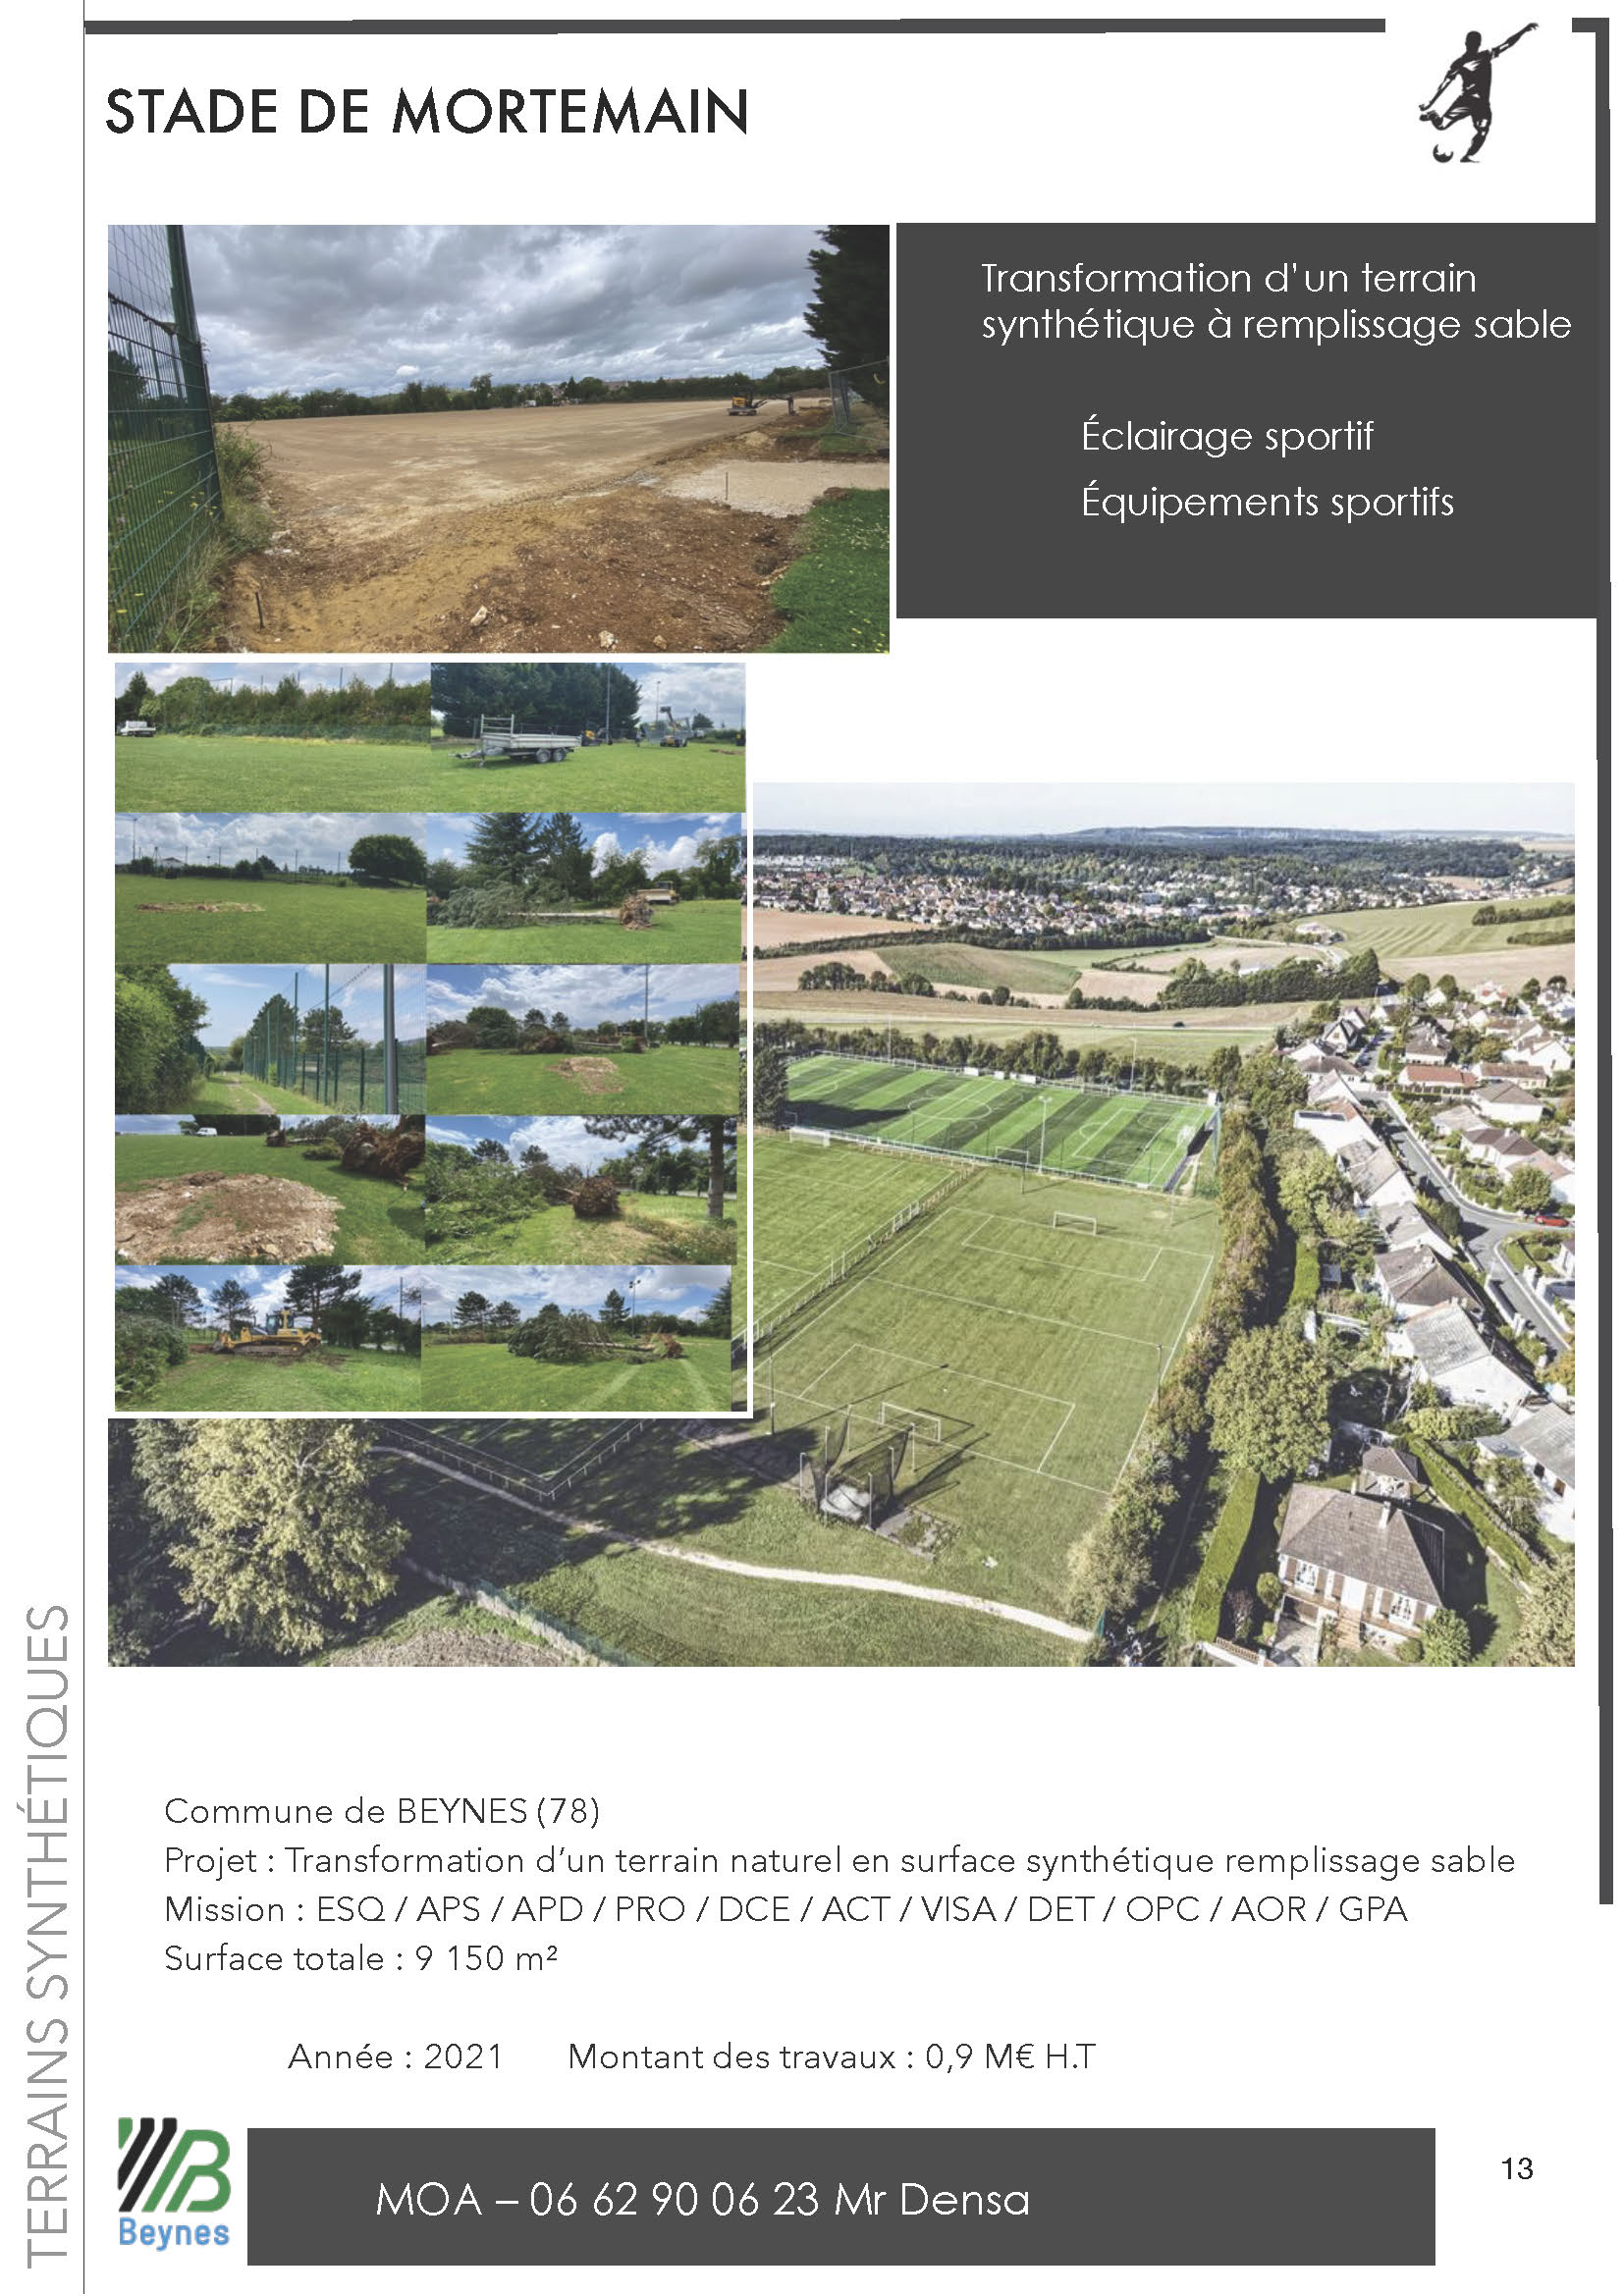 STADE DE MORTEMAIN
Transformation d'un terrain
synthétique à remplissage sable
Éclairage sportif
Équipements sportifs
TERRAINS SYNTHÉTIQUES
Commune de BEYNES (78)
Projet : Transformation d'un terrain naturel en surface synthétique remplissage sable
Mission : ESQ / APS / APD / PRO / DCE / ACT / VISA / DET / OPC / AOR / GPA
Surface totale : 9 150 m²
Année : 2021 Montant des travaux : 0,9 M€ H.T
Beynes
MOA – 06 62 90 06 23 Mr Densa
13